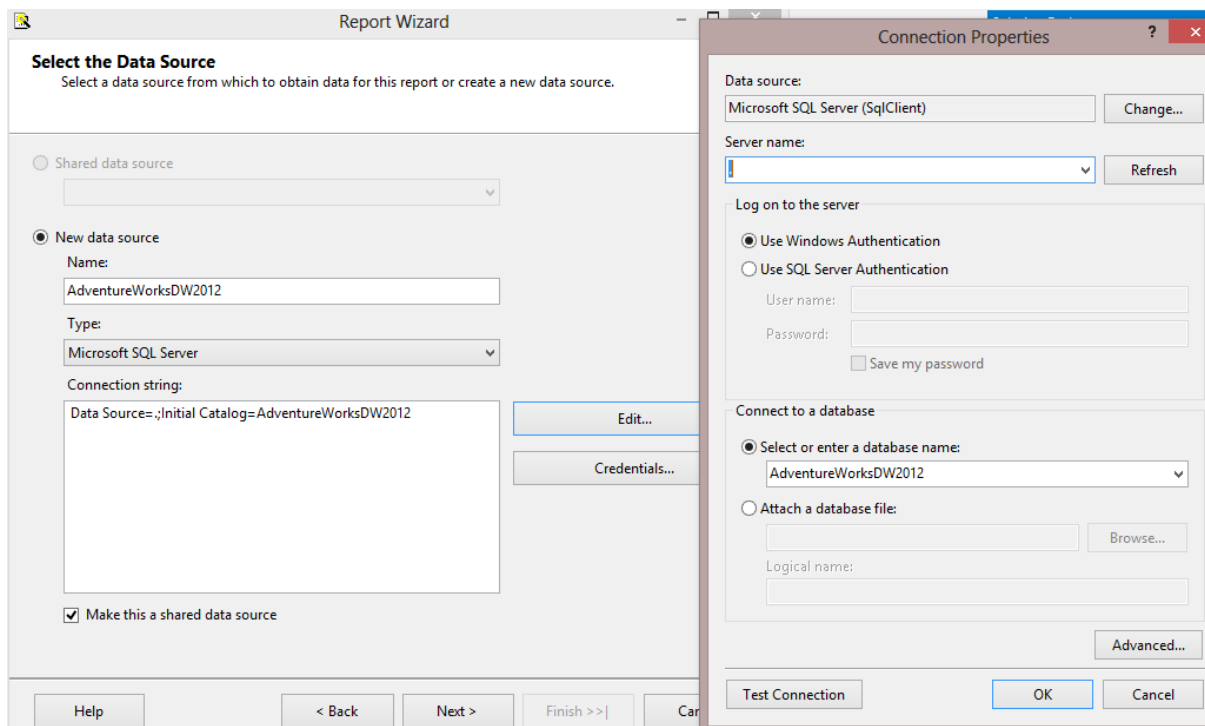 Report Wizard
Select the Data Source
Select a data source from which to obtain data for this report or create a new data source.
Shared data source
New data source
Name:
AdventureWorksDW2012
Type:
Microsoft SQL Server
Connection string:
Data Source=.;Initial Catalog=AdventureWorksDW2012
Edit...
Credentials...
Make this a shared data source
Help
< Back
Next >
Finish >>|
Connection Properties
?
Data source:
Microsoft SQL Server (SqlClient)
Change...
Server name:
.
Refresh
Log on to the server
Use Windows Authentication
Use SQL Server Authentication
User name:
Password:
Save my password
Connect to a database
Select or enter a database name:
AdventureWorksDW2012
Attach a database file:
Browse...
Logical name:
Advanced...
Test Connection
OK
Cancel